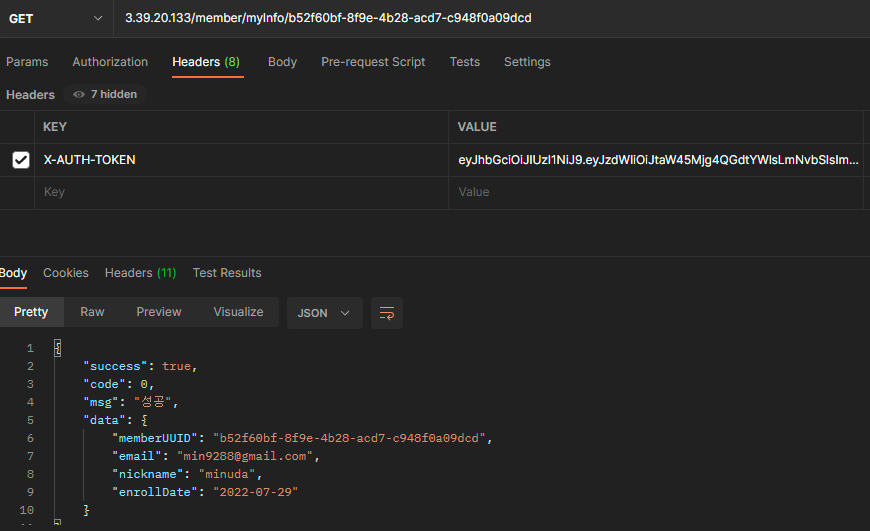 GET 3.39.20.133/member/myInfo/b52f60bf-8f9e-4b28-acd7-c948f0a09dcd
Params Authorization Headers (8) Body Pre-request Script Tests Settings
Headers 7 hidden
KEY VALUE
X-AUTH-TOKEN eyJhbGciOiJIUzI1NiJ9.eyJzdWIiOiJtaW45Mjg4QGdtYWlsLmNvbSIsIm...
Key Value
Body Cookies Headers (11) Test Results
Pretty Raw Preview Visualize JSON
1 {
2 "success": true,
3 "code": 0,
4 "msg": "성공",
5 "data": {
6 "memberUUID": "b52f60bf-8f9e-4b28-acd7-c948f0a09dcd",
7 "email": "min9288@gmail.com",
8 "nickname": "minuda",
9 "enrollDate": "2022-07-29"
10 }